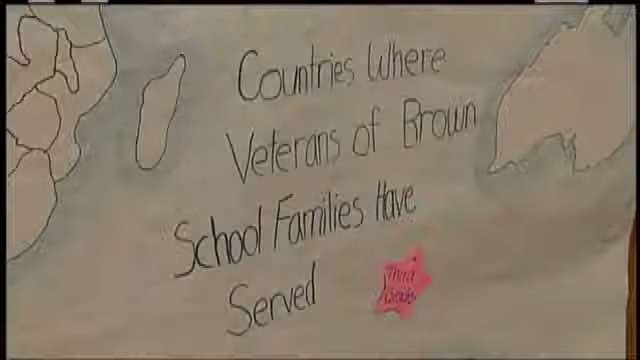 Countries Where
Veterans of Brown
School Families Have
Served
Third
Grade